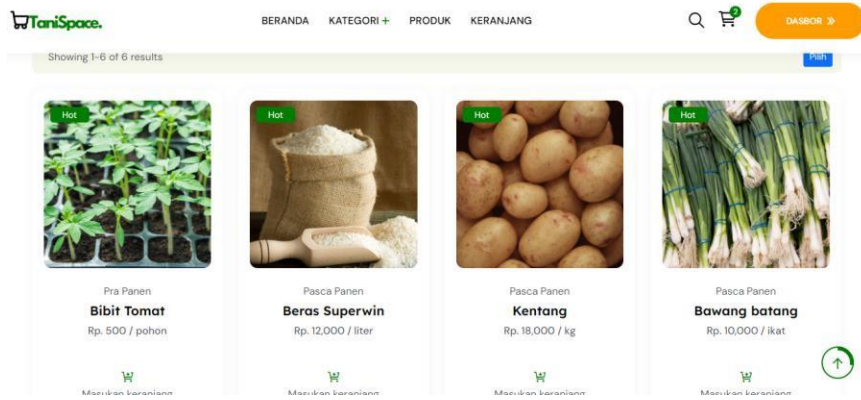 TaniSpace.
BERANDA KATEGORI + PRODUK KERANJANG
2
DASBOR »
Showing 1-6 of 6 results
Pilih
Hot
Hot
Hot
Hot
Pra Panen
Bibit Tomat
Rp. 500 / pohon
Masukan keranjang
Pasca Panen
Beras Superwin
Rp. 12,000 / liter
Masukan keranjang
Pasca Panen
Kentang
Rp. 18,000 / kg
Masukan keranjang
Pasca Panen
Bawang batang
Rp. 10,000 / ikat
Masukan keranjang